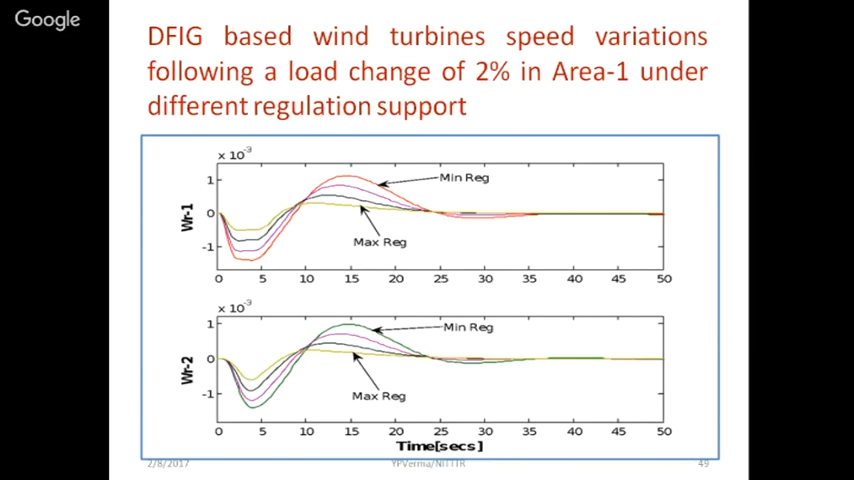 Google
DFIG based wind turbines speed variations
following a load change of 2% in Area-1 under
different regulation support
x 10-3
1
0
-1
Wr-1
Min Reg
Max Reg
0 5 10 15 20 25 30 35 40 45 50
x 10-3
1
0
-1
Wr-2
Min Reg
Max Reg
0 5 10 15 20 25 30 35 40 45 50
Time[secs]
2/8/2017 YPVerma/NITTTR 49